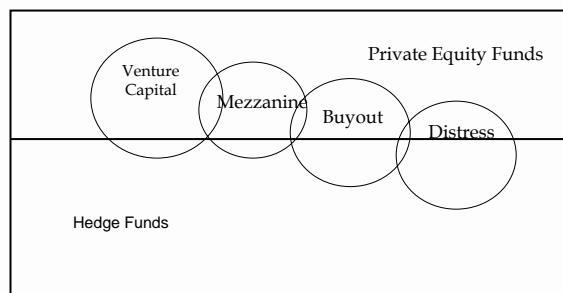 Private Equity Funds
Venture
Capital
Mezzanine
Buyout
Distress
Hedge Funds